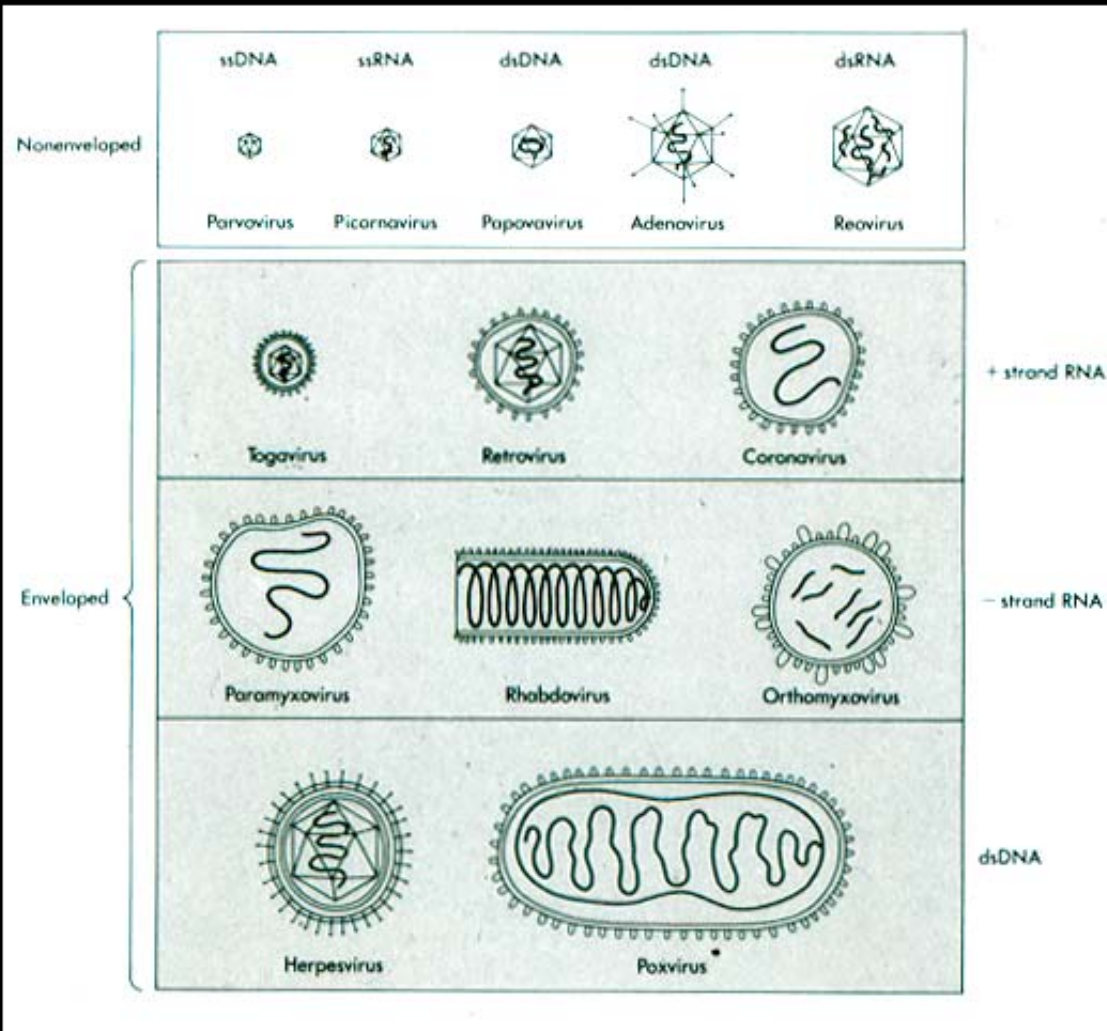 ssDNA ssRNA dsDNA dsDNA dsRNA
Nonenveloped
Parvovirus Picornavirus Papovavirus Adenovirus Reovirus
+ strand RNA
Togavirus Retrovirus Coronavirus
Enveloped
− strand RNA
Paramyxovirus Rhabdovirus Orthomyxovirus
dsDNA
Herpesvirus Poxvirus